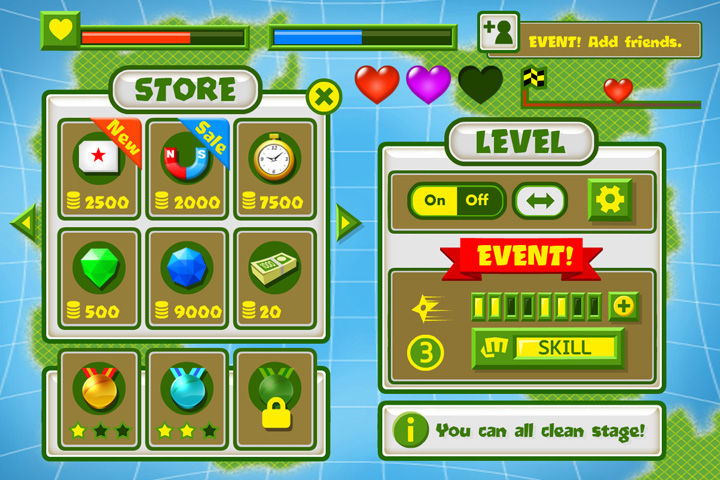 EVENT! Add friends.
STORE
New
Sale
N S
2500
2000
7500
500
9000
1000
20
LEVEL
On Off
EVENT!
3
SKILL
i You can all clean stage!